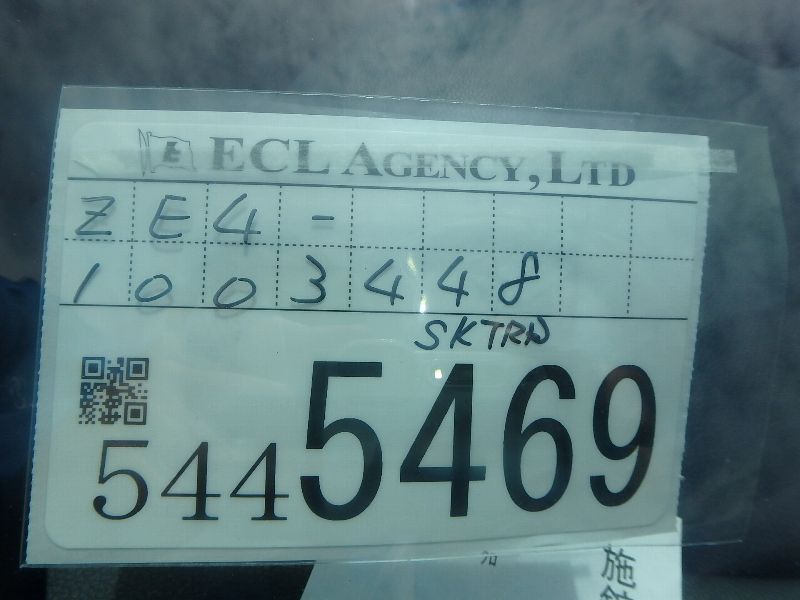 E ECL AGENCY, LTD
ZE4-
1003448
SKTRN
5445469
施